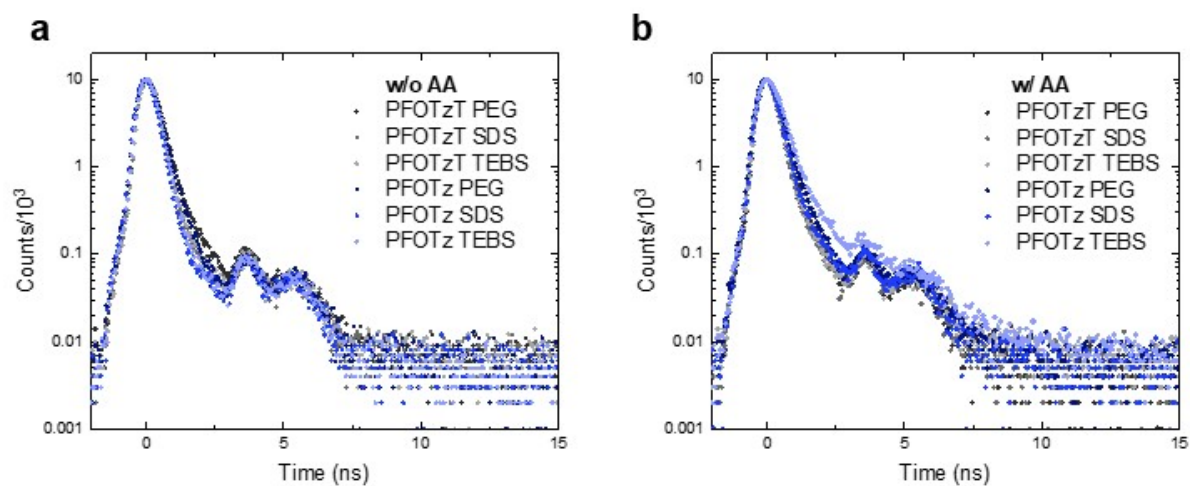 a
w/o AA
PFOTzT PEG
PFOTzT SDS
PFOTzT TEBS
PFOTz PEG
PFOTz SDS
PFOTz TEBS
10
1
0.1
0.01
0.001
Counts/10³
0 5 10 15
Time (ns)
b
w/ AA
PFOTzT PEG
PFOTzT SDS
PFOTzT TEBS
PFOTz PEG
PFOTz SDS
PFOTz TEBS
10
1
0.1
0.01
0.001
Counts/10³
0 5 10 15
Time (ns)